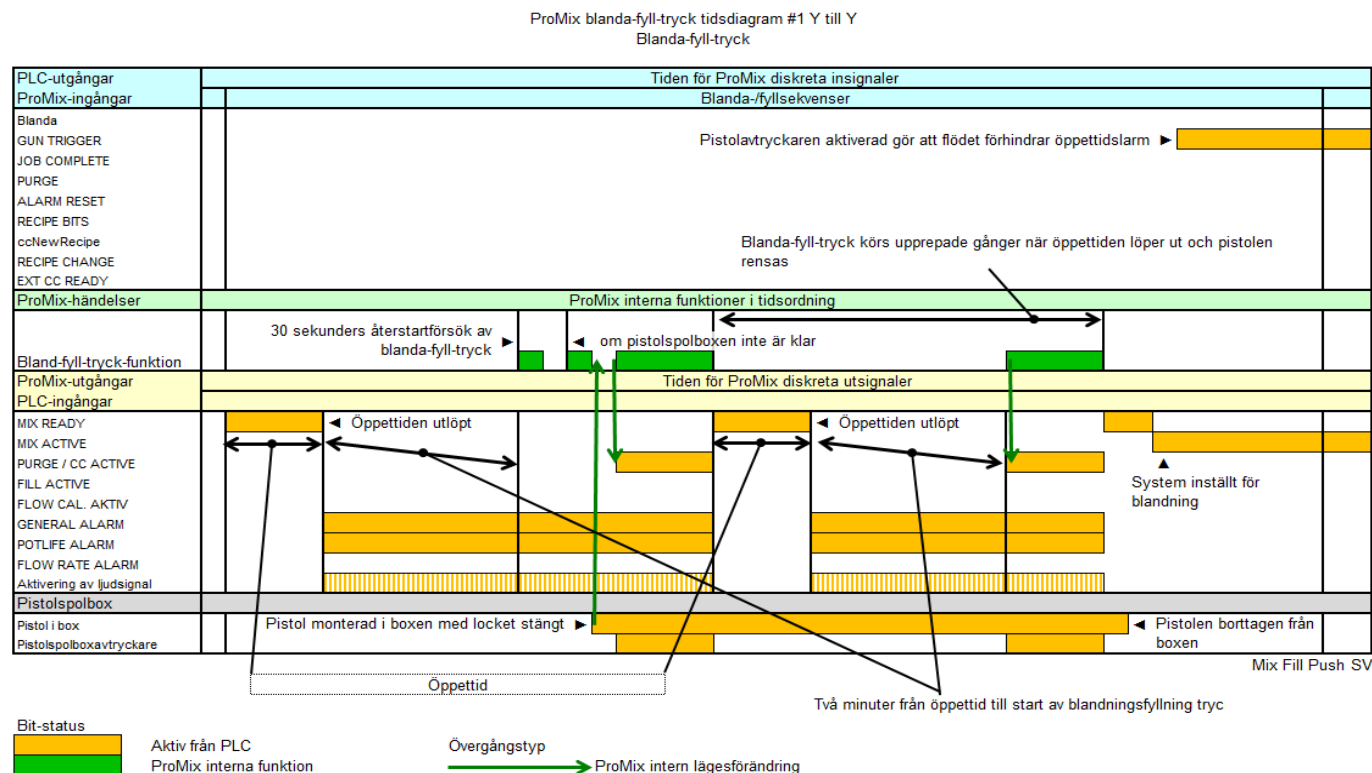 ProMix blanda-fyll-tryck tidsdiagram #1 Y till Y
Blanda-fyll-tryck
PLC-utgångar
Tiden för ProMix diskreta insignaler
ProMix-ingångar
Blanda-/fyllsekvenser
Blanda
GUN TRIGGER
Pistolavtryckaren aktiverad gör att flödet förhindrar öppettidslarm ►
JOB COMPLETE
PURGE
ALARM RESET
RECIPE BITS
ccNewRecipe
Blanda-fyll-tryck körs upprepade gånger när öppettiden löper ut och pistolen
rensas
RECIPE CHANGE
EXT CC READY
ProMix-händelser
ProMix interna funktioner i tidsordning
30 sekunders återstartförsök av ►
blanda-fyll-tryck
◄ om pistolspolboxen inte är klar
Bland-fyll-tryck-funktion
ProMix-utgångar
Tiden för ProMix diskreta utsignaler
PLC-ingångar
MIX READY
◄ Öppettiden utlöpt
◄ Öppettiden utlöpt
MIX ACTIVE
PURGE / CC ACTIVE
▲
System inställt för
blandning
FILL ACTIVE
FLOW CAL. AKTIV
GENERAL ALARM
POTLIFE ALARM
FLOW RATE ALARM
Aktivering av ljudsignal
Pistolspolbox
Pistol i box
Pistol monterad i boxen med locket stängt ►
◄ Pistolen borttagen från
boxen
Pistolspolboxavtryckare
Mix Fill Push SV
Öppettid
Två minuter från öppettid till start av blandningsfyllning tryc
Bit-status
Aktiv från PLC
Övergångstyp
ProMix interna funktion
ProMix intern lägesförändring